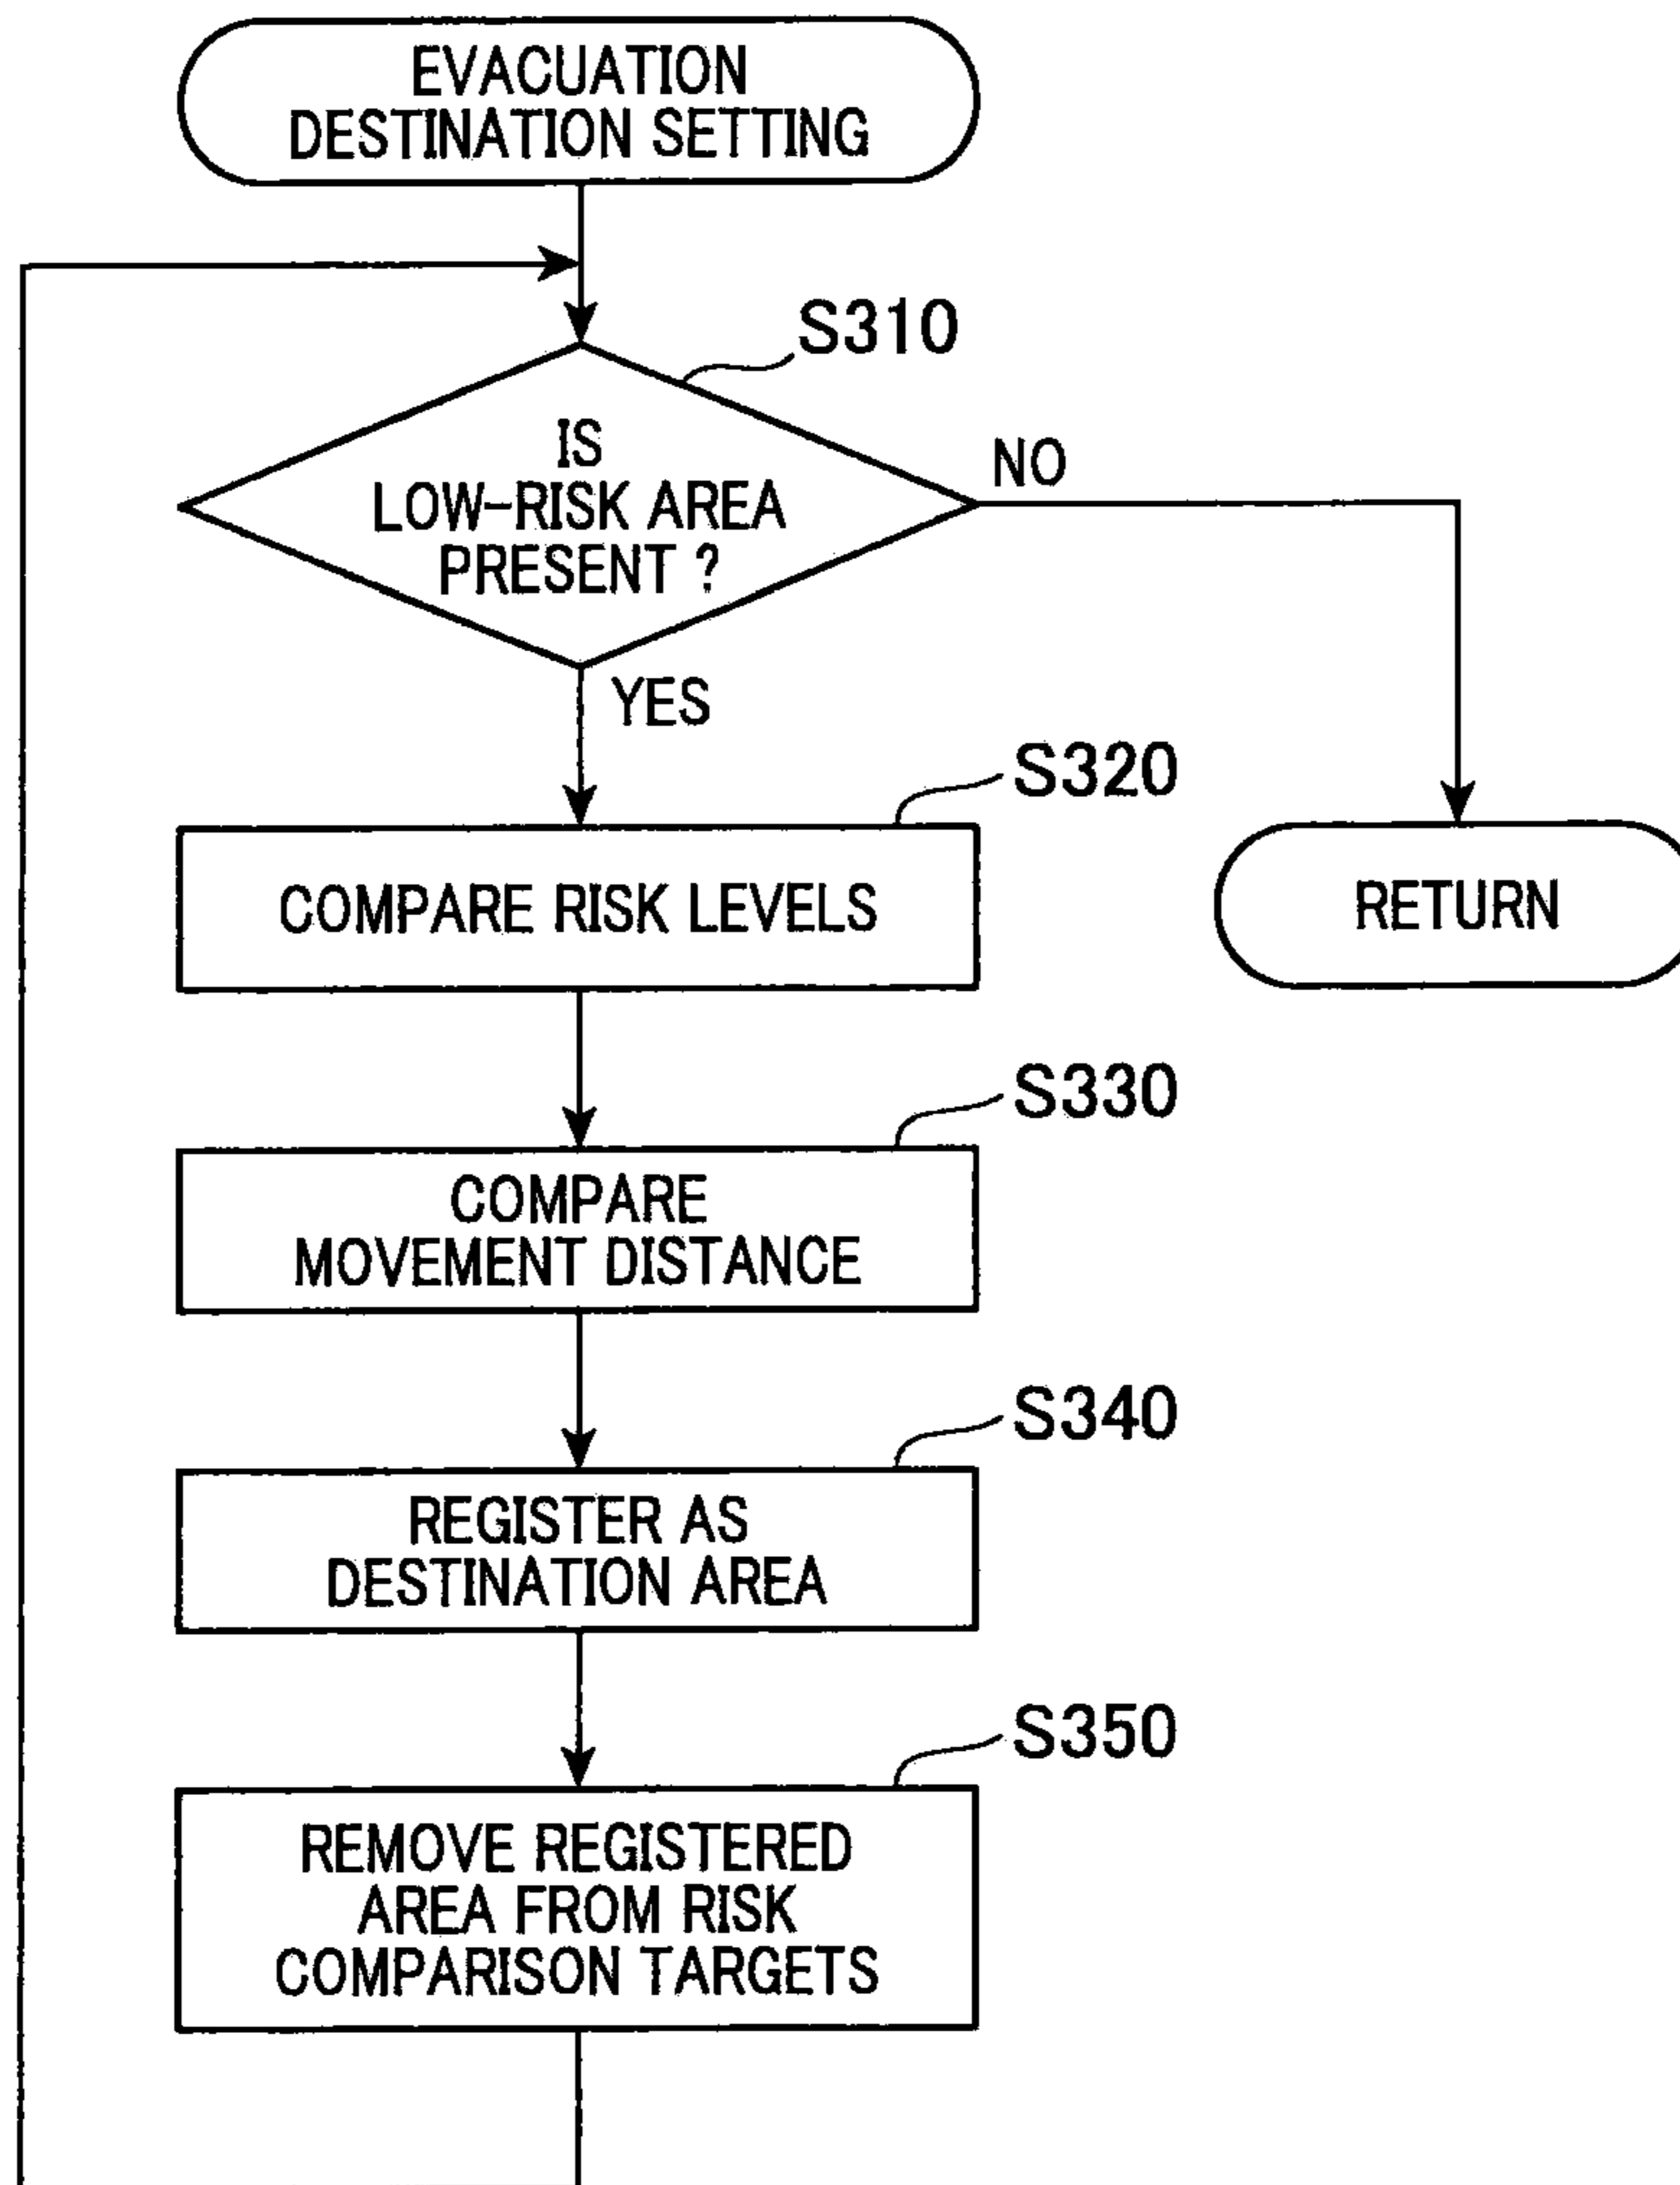 EVACUATION
DESTINATION SETTING
S310
IS
LOW-RISK AREA
PRESENT ?
NO
YES
S320
COMPARE RISK LEVELS
RETURN
S330
COMPARE
MOVEMENT DISTANCE
S340
REGISTER AS
DESTINATION AREA
S350
REMOVE REGISTERED
AREA FROM RISK
COMPARISON TARGETS